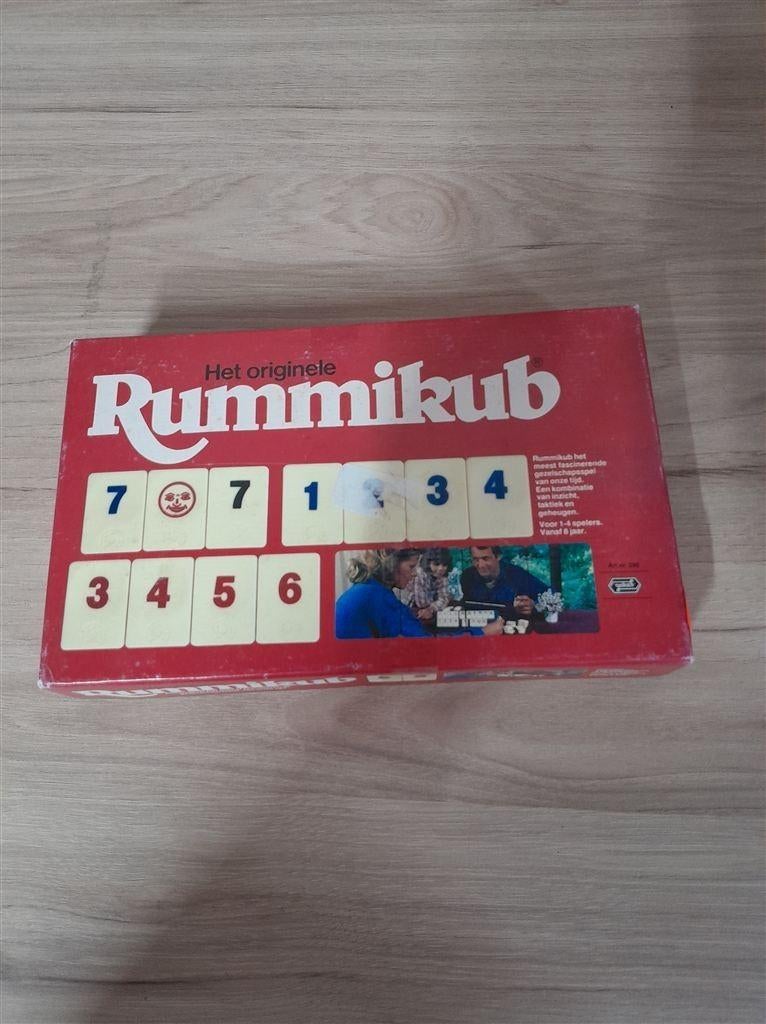 Het originele
Rummikub®
7 7 1 3 4
3 4 5 6
Rummikub het
meest fascinerende
gezelschapsspel
van onze tijd.
Een kombinatie
van inzicht,
taktiek en
geheugen.
Voor 1-4 spelers.
Vanaf 8 jaar.
Rummikub